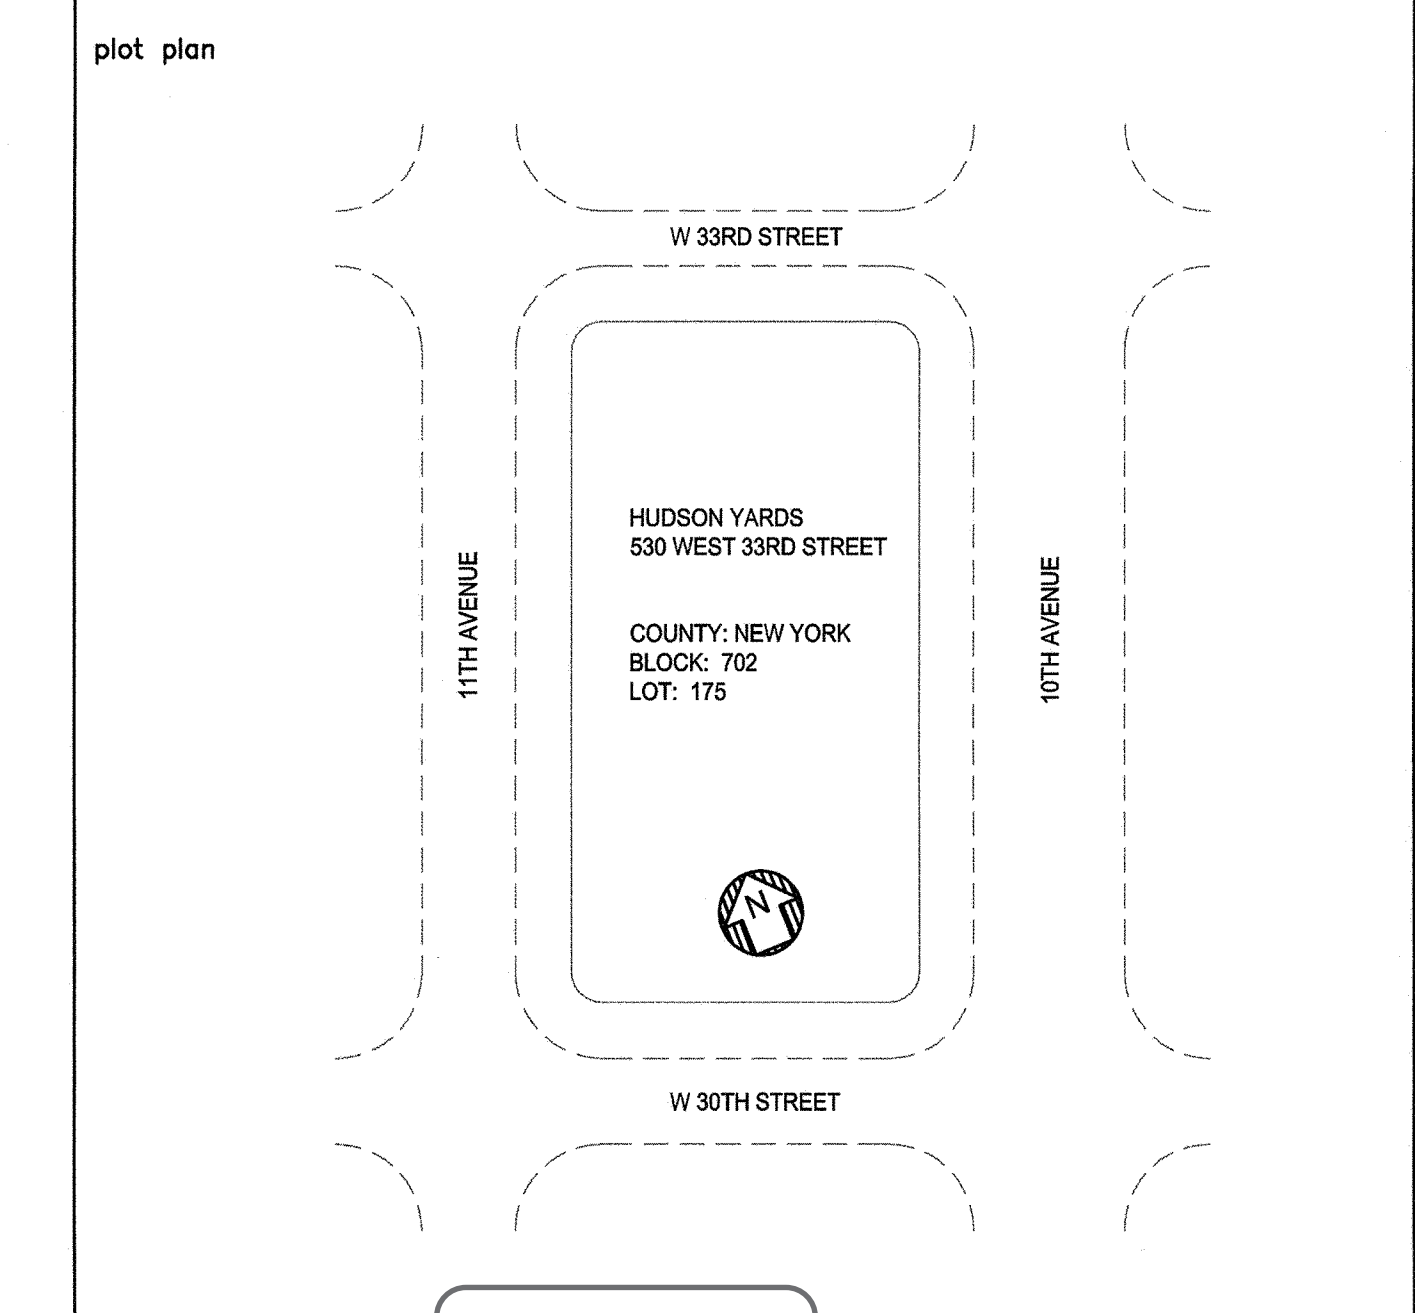 plot plan
W 33RD STREET
HUDSON YARDS
530 WEST 33RD STREET
11TH AVENUE
10TH AVENUE
COUNTY: NEW YORK
BLOCK: 702
LOT: 175
N
W 30TH STREET